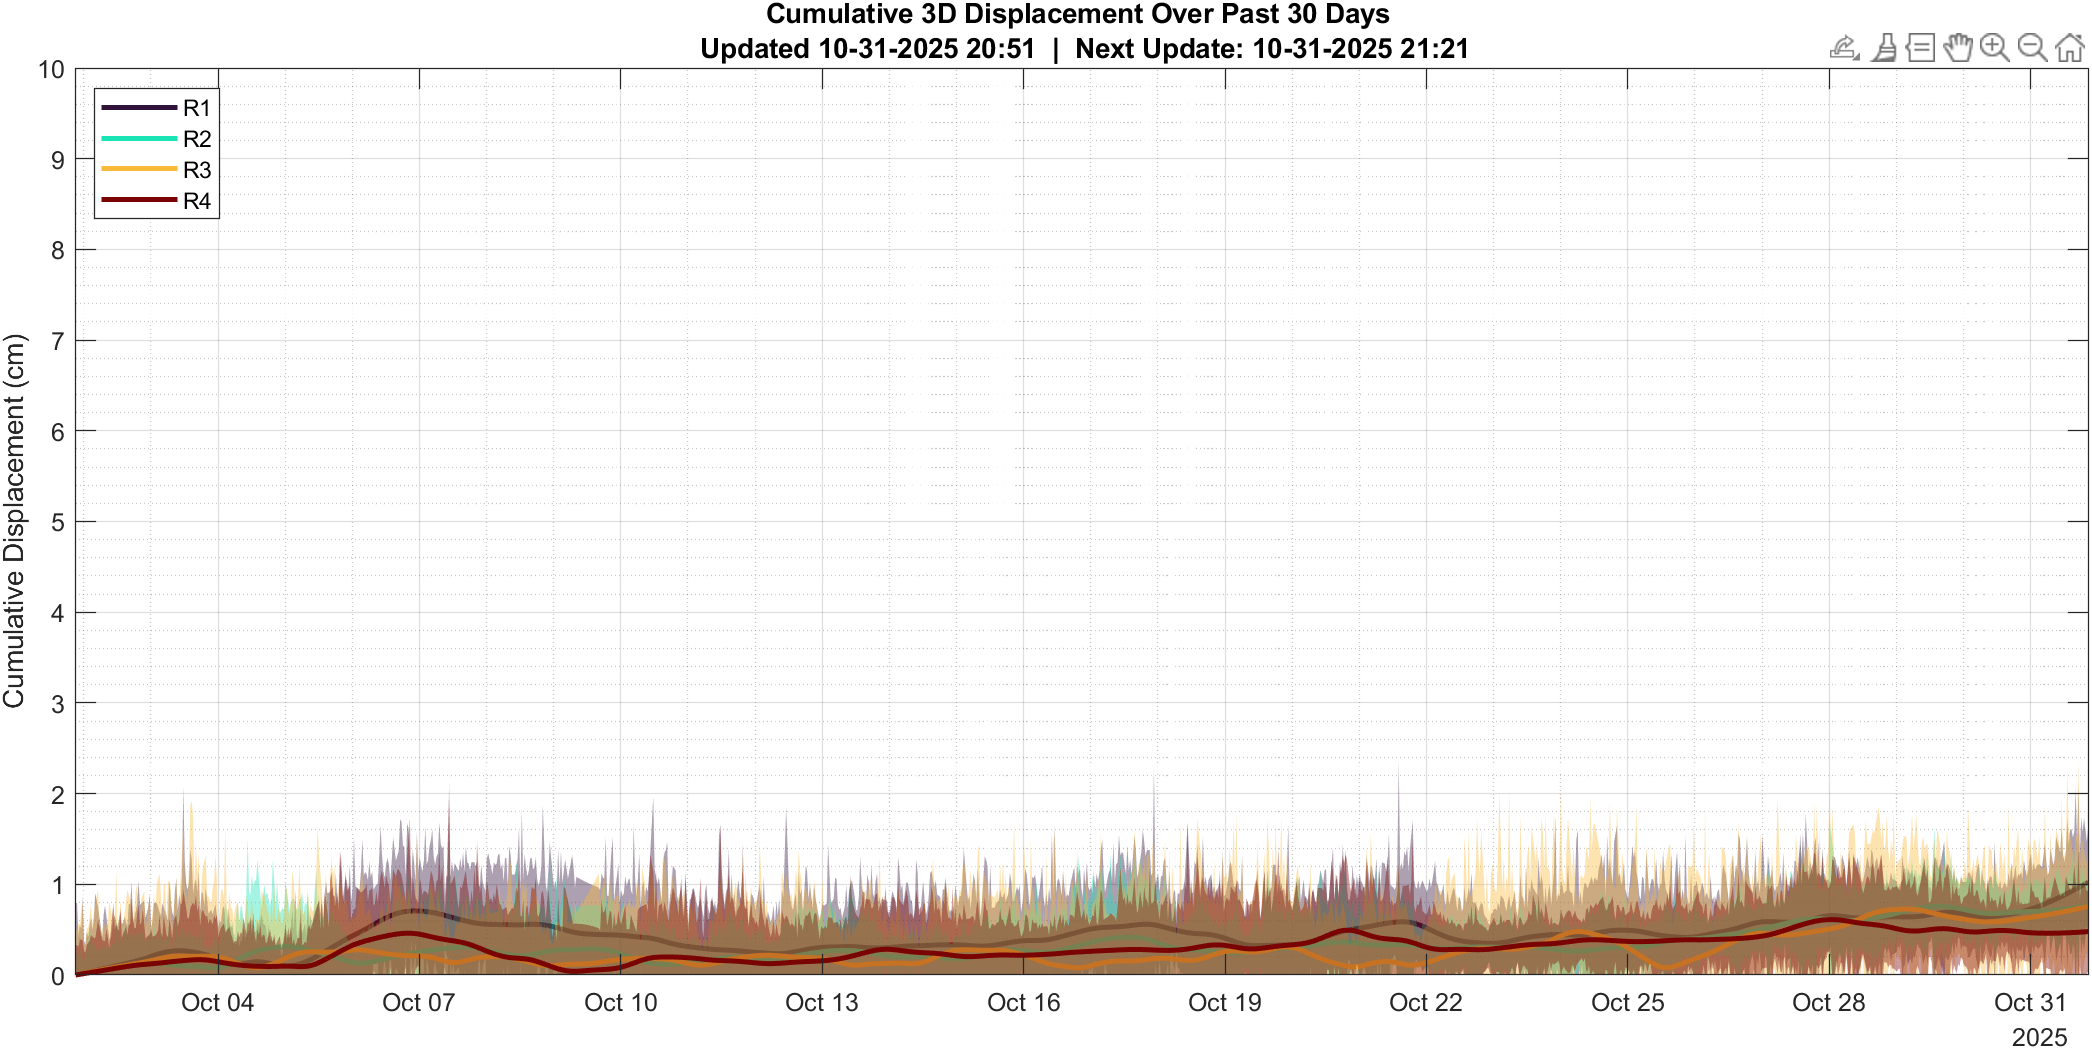 Cumulative 3D Displacement Over Past 30 Days
Updated 10-31-2025 20:51 | Next Update: 10-31-2025 21:21
R1
R2
R3
R4
Cumulative Displacement (cm)
10
9
8
7
6
5
4
3
2
1
0
Oct 04 Oct 07 Oct 10 Oct 13 Oct 16 Oct 19 Oct 22 Oct 25 Oct 28 Oct 31
2025